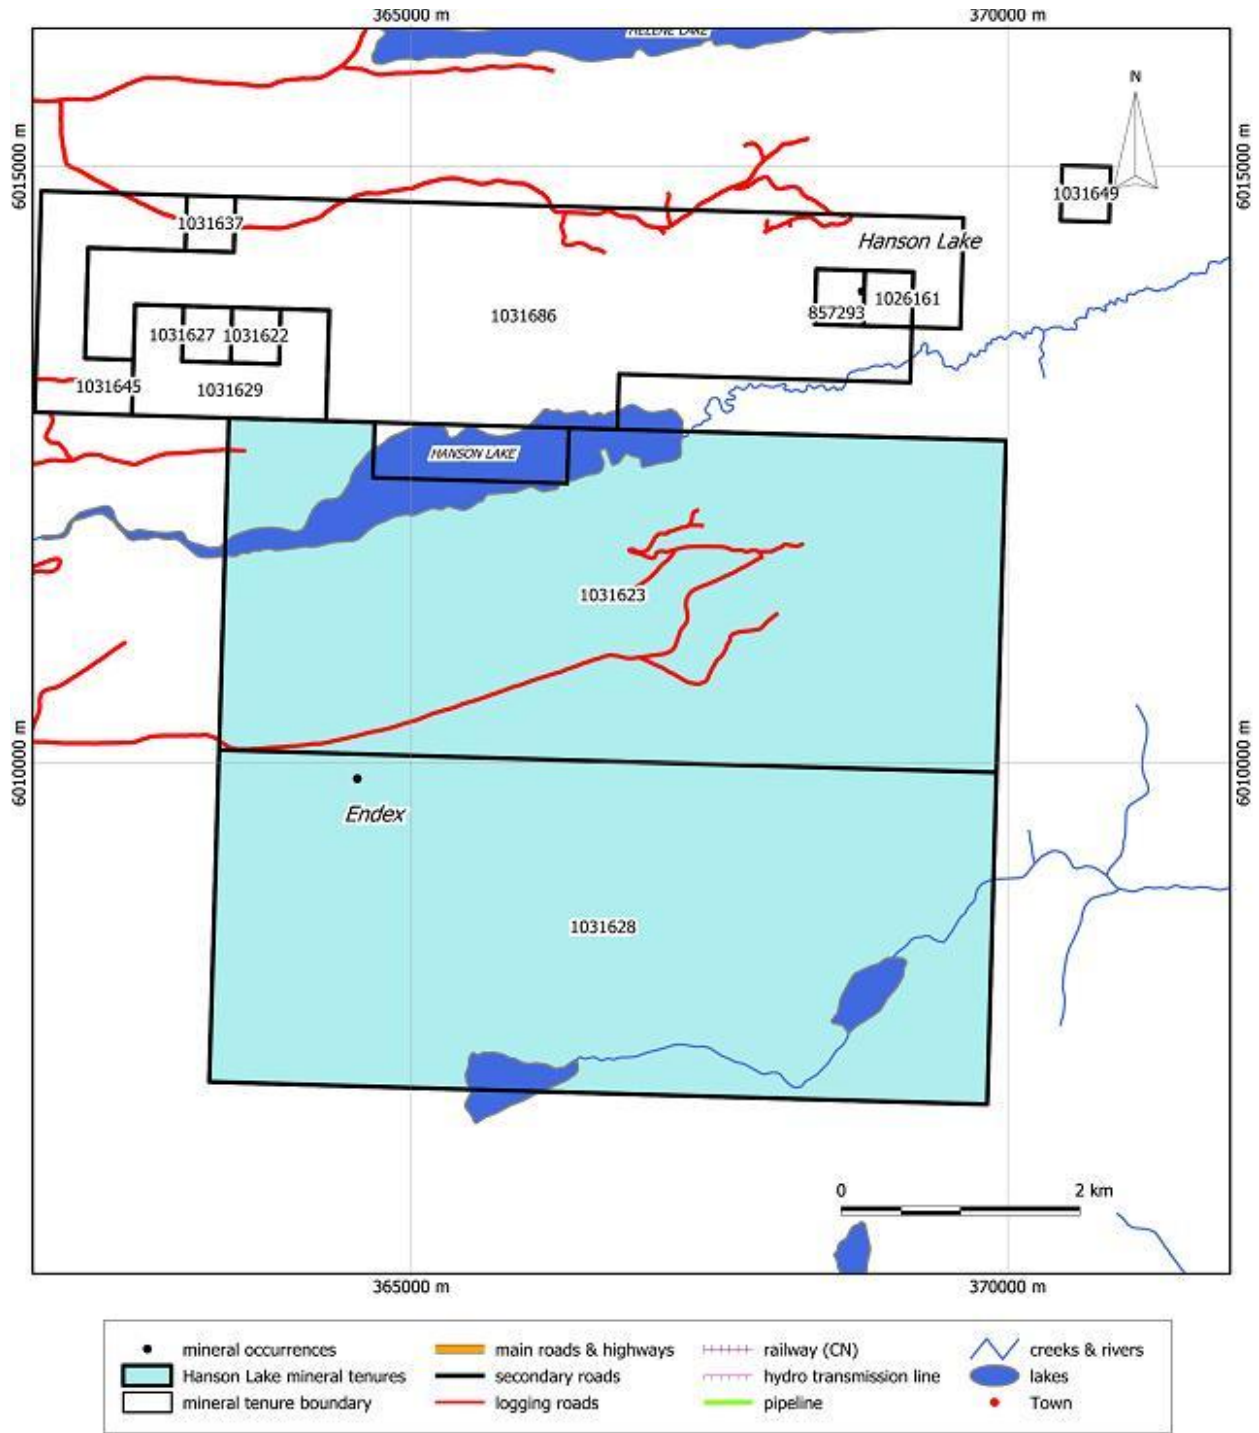 365000 m 370000 m
HELENE LAKE
N
6015000 m 6015000 m
1031649
1031637
Hanson Lake
1026161
857293
1031686
1031627 1031622
1031645
1031629
HANSON LAKE
1031623
6010000 m 6010000 m
Endex
1031628
0 2 km
365000 m 370000 m
mineral occurrences main roads & highways railway (CN) creeks & rivers
Hanson Lake mineral tenures secondary roads hydro transmission line lakes
mineral tenure boundary logging roads pipeline Town